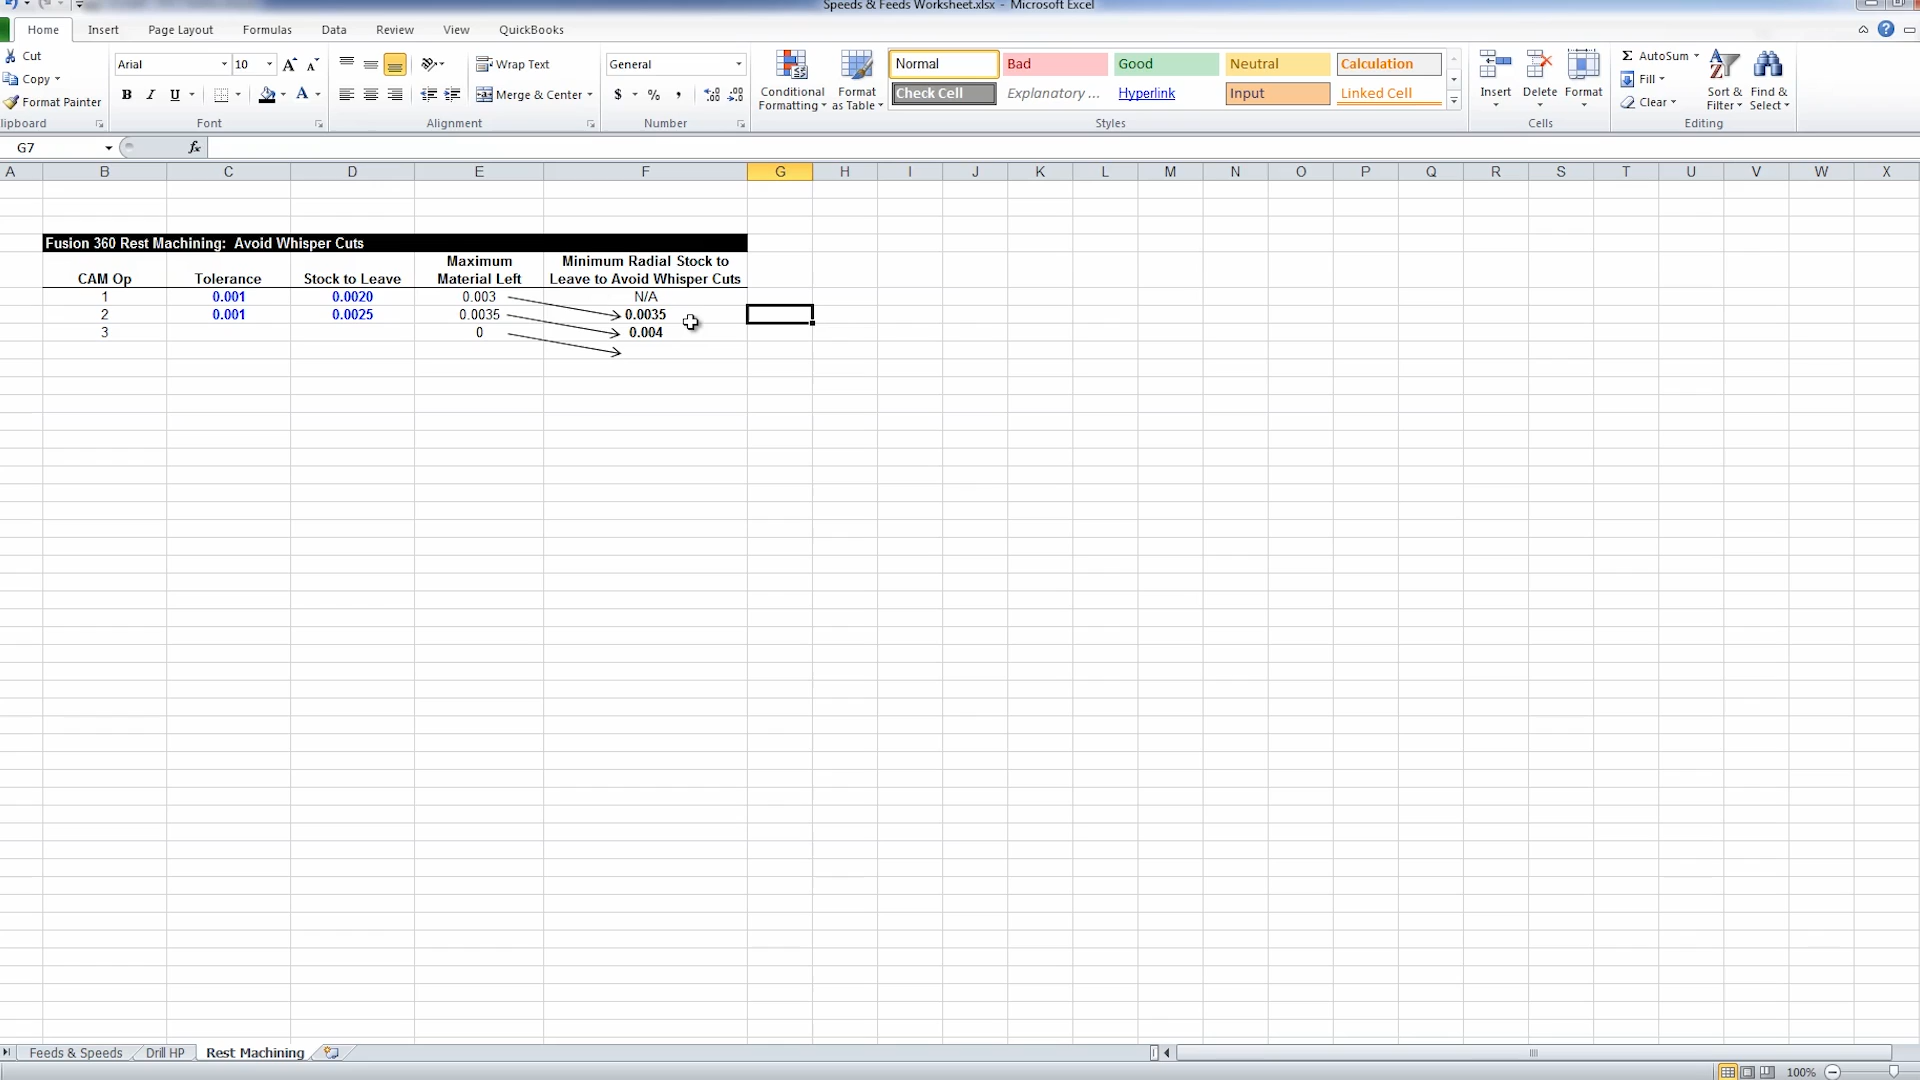 Speeds & Feeds Worksheet.xlsx - Microsoft Excel
Home Insert Page Layout Formulas Data Review View QuickBooks
Cut
Copy
Format Painter
lipboard
Arial 10
B I U
Font
Wrap Text
Merge & Center
Alignment
General
$ % ,
Number
Conditional Formatting
Format as Table
Normal Bad Good Neutral Calculation
Check Cell Explanatory ... Hyperlink Input Linked Cell
Styles
Insert Delete Format
Cells
Σ AutoSum
Fill
Clear
Sort & Filter
Find & Select
Editing
G7 fx
A B C D E F G H I J K L M N O P Q R S T U V W X
Fusion 360 Rest Machining: Avoid Whisper Cuts
Maximum Minimum Radial Stock to
CAM Op Tolerance Stock to Leave Material Left Leave to Avoid Whisper Cuts
1 0.001 0.0020 0.003 N/A
2 0.001 0.0025 0.0035 0.0035
3 0 0.004
Feeds & Speeds Drill HP Rest Machining
100%